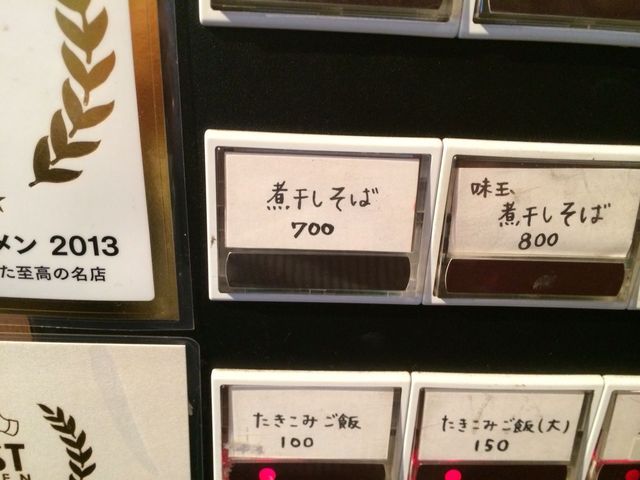 メン 2013
た至高の名店
煮干しそば
700
味玉、
煮干しそば
800
ST
EN
たきこみご飯
100
たきこみご飯(大)
150